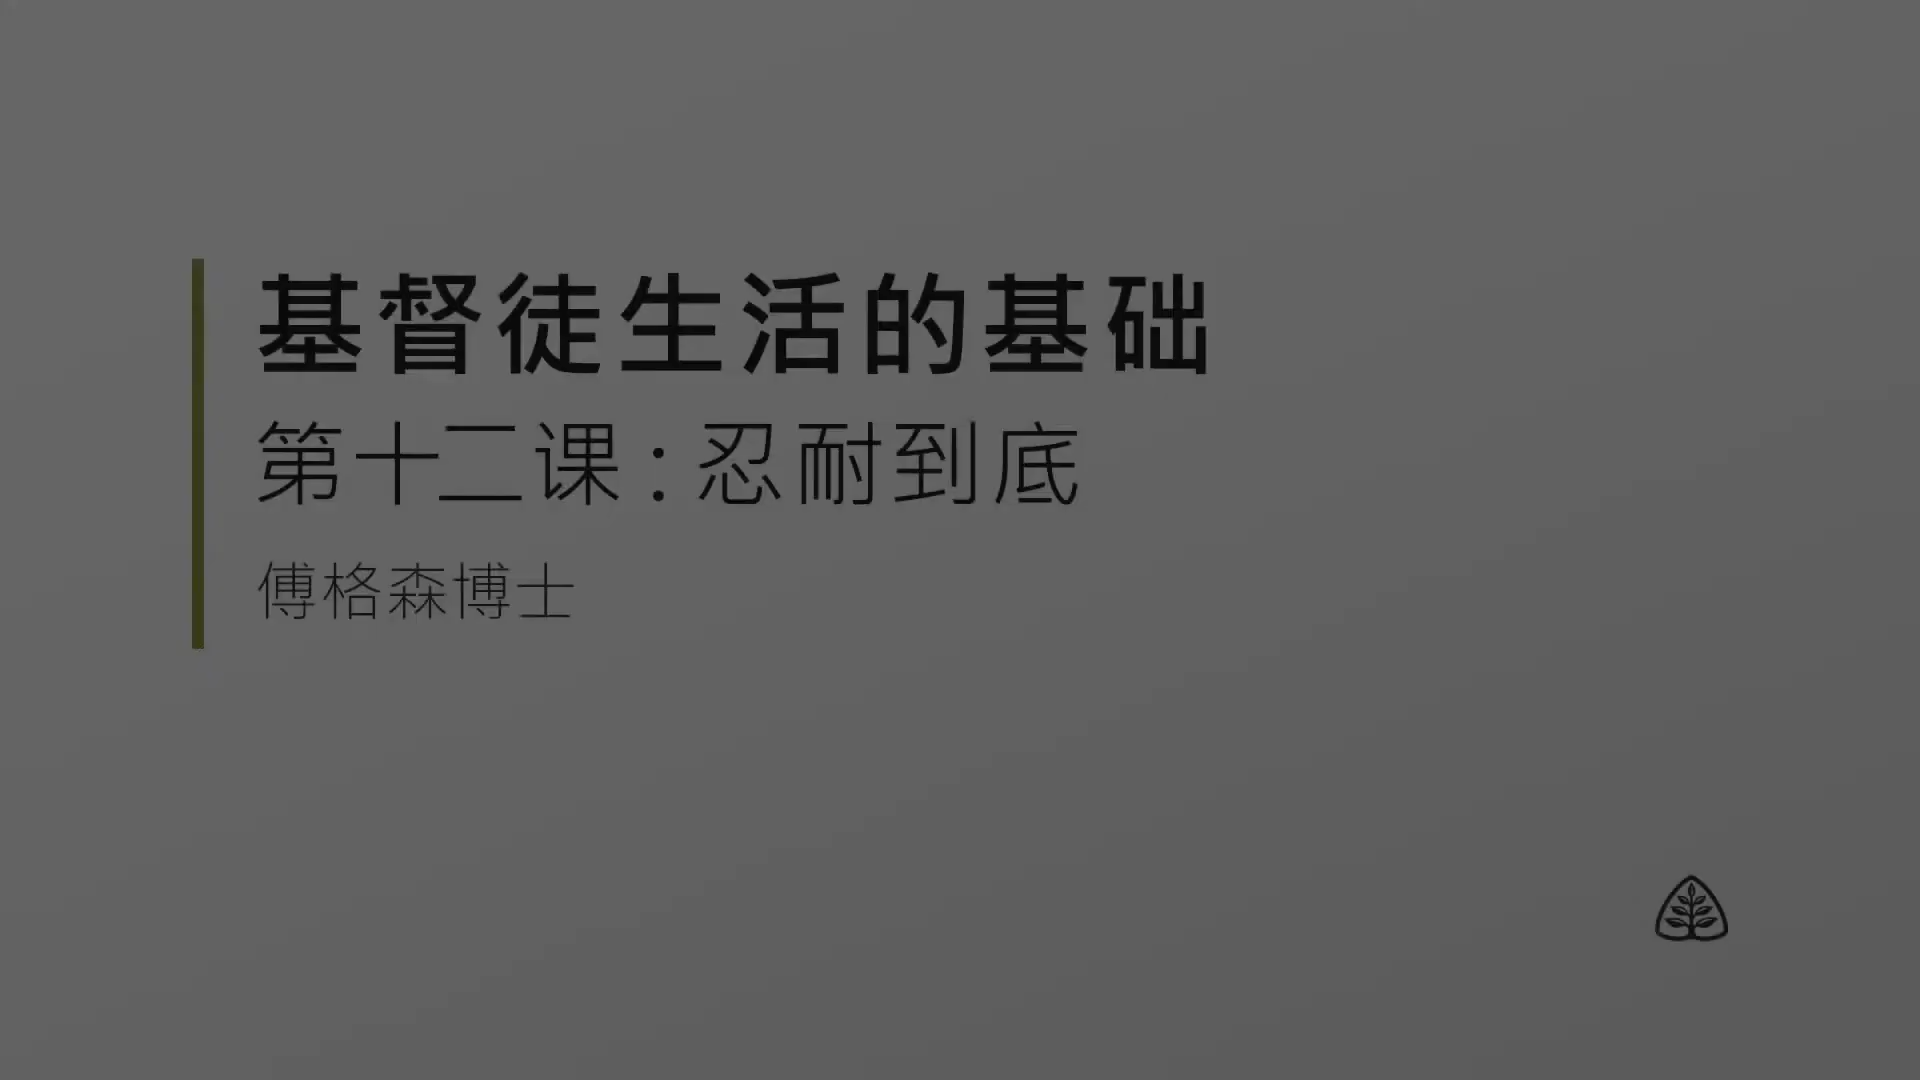 基督徒生活的基础
第十二课：忍耐到底
傅格森博士